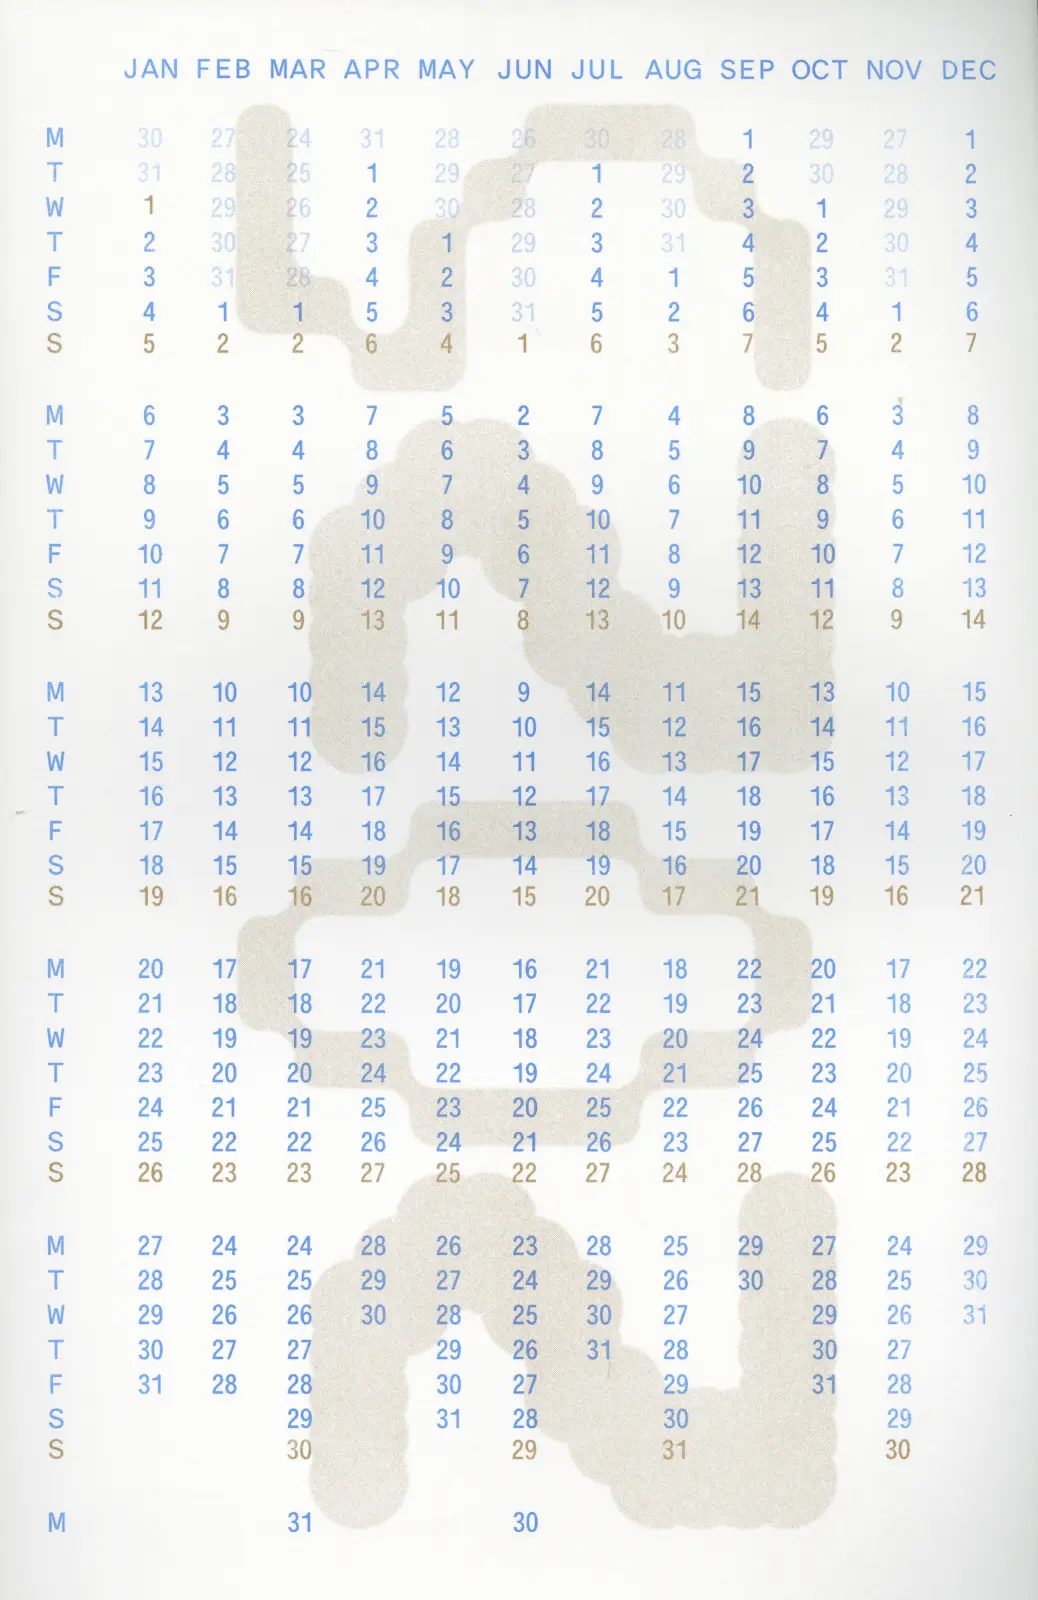 JAN FEB MAR APR MAY JUN JUL AUG SEP OCT NOV DEC
M 30 27 24 31 28 26 30 28 1 29 27 1
T 31 28 25 1 29 27 1 29 2 30 28 2
W 1 29 26 2 30 28 2 30 3 1 29 3
T 2 30 27 3 1 29 3 31 4 2 30 4
F 3 31 28 4 2 30 4 1 5 3 31 5
S 4 1 1 5 3 31 5 2 6 4 1 6
S 5 2 2 6 4 1 6 3 7 5 2 7
M 6 3 3 7 5 2 7 4 8 6 3 8
T 7 4 4 8 6 3 8 5 9 7 4 9
W 8 5 5 9 7 4 9 6 10 8 5 10
T 9 6 6 10 8 5 10 7 11 9 6 11
F 10 7 7 11 9 6 11 8 12 10 7 12
S 11 8 8 12 10 7 12 9 13 11 8 13
S 12 9 9 13 11 8 13 10 14 12 9 14
M 13 10 10 14 12 9 14 11 15 13 10 15
T 14 11 11 15 13 10 15 12 16 14 11 16
W 15 12 12 16 14 11 16 13 17 15 12 17
T 16 13 13 17 15 12 17 14 18 16 13 18
F 17 14 14 18 16 13 18 15 19 17 14 19
S 18 15 15 19 17 14 19 16 20 18 15 20
S 19 16 16 20 18 15 20 17 21 19 16 21
M 20 17 17 21 19 16 21 18 22 20 17 22
T 21 18 18 22 20 17 22 19 23 21 18 23
W 22 19 19 23 21 18 23 20 24 22 19 24
T 23 20 20 24 22 19 24 21 25 23 20 25
F 24 21 21 25 23 20 25 22 26 24 21 26
S 25 22 22 26 24 21 26 23 27 25 22 27
S 26 23 23 27 25 22 27 24 28 26 23 28
M 27 24 24 28 26 23 28 25 29 27 24 29
T 28 25 25 29 27 24 29 26 30 28 25 30
W 29 26 26 30 28 25 30 27 29 26 31
T 30 27 27 29 26 31 28 30 27
F 31 28 28 30 27 29 31 28
S 29 31 28 30 29
S 30 29 31 30
M 31 30